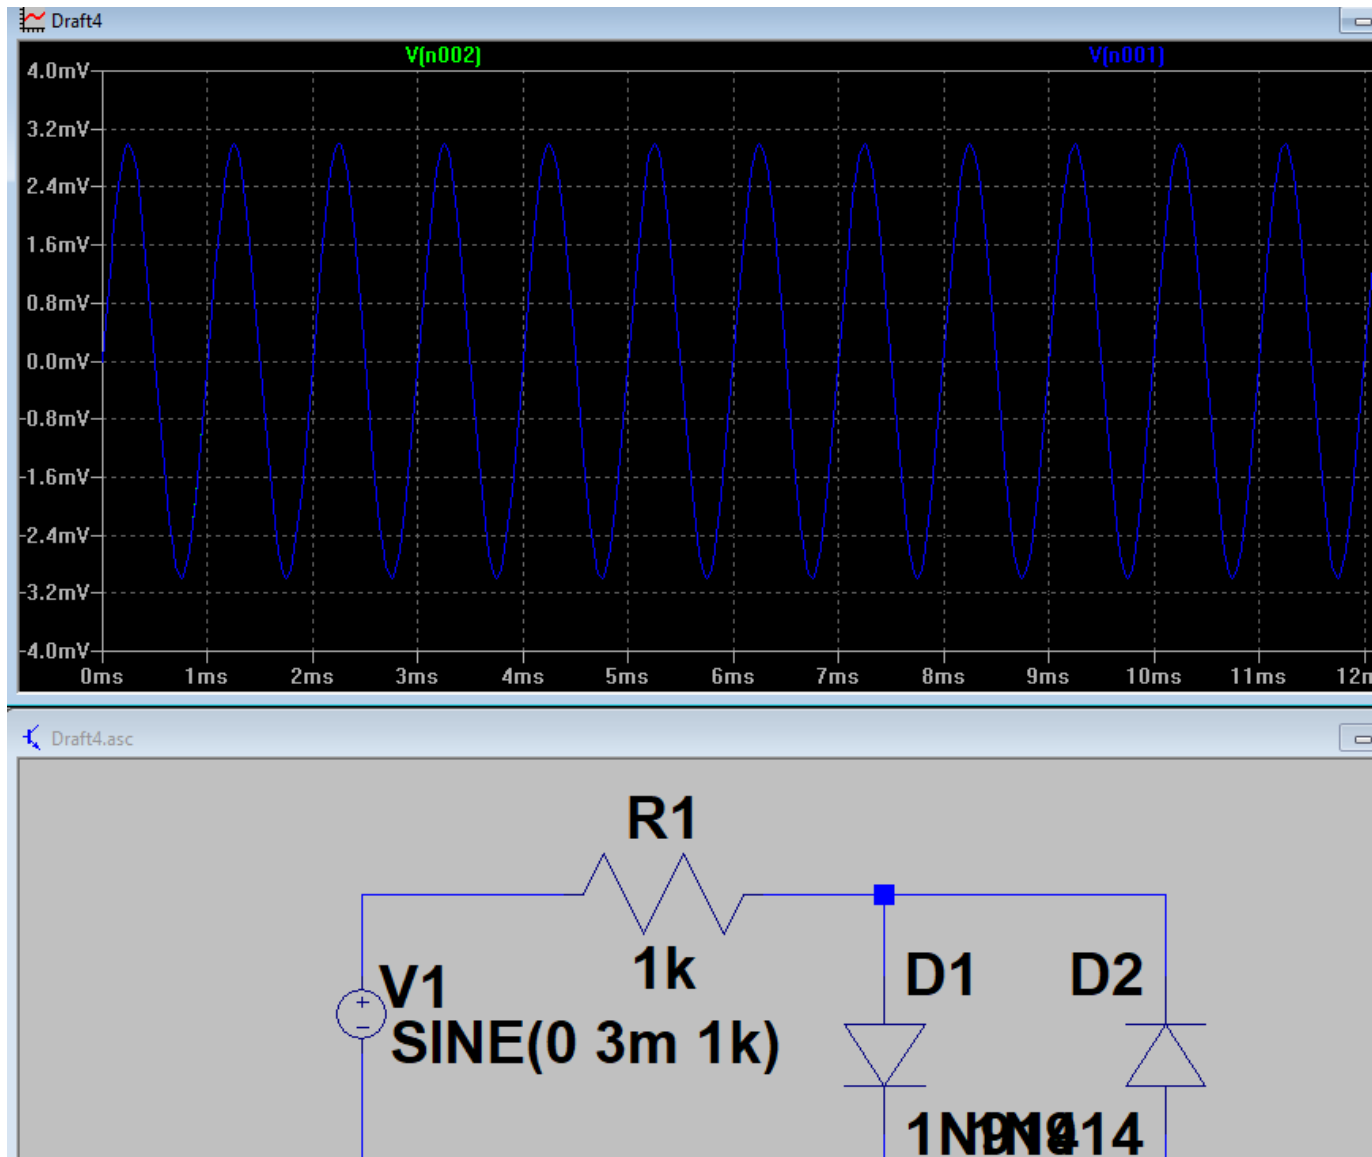 Draft4
V(n002) V(n001)
4.0mV
3.2mV
2.4mV
1.6mV
0.8mV
0.0mV
-0.8mV
-1.6mV
-2.4mV
-3.2mV
-4.0mV
0ms 1ms 2ms 3ms 4ms 5ms 6ms 7ms 8ms 9ms 10ms 11ms
Draft4.asc
R1
1k
V1
SINE(0 3m 1k)
D1 D2